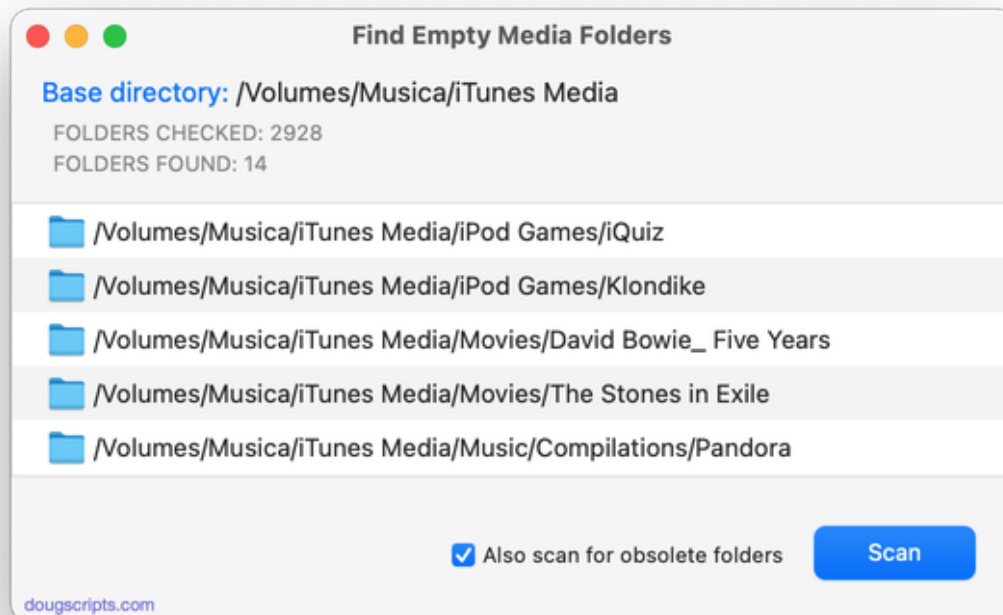 Find Empty Media Folders
Base directory: /Volumes/Musica/iTunes Media
FOLDERS CHECKED: 2928
FOLDERS FOUND: 14
/Volumes/Musica/iTunes Media/iPod Games/iQuiz
/Volumes/Musica/iTunes Media/iPod Games/Klondike
/Volumes/Musica/iTunes Media/Movies/David Bowie_ Five Years
/Volumes/Musica/iTunes Media/Movies/The Stones in Exile
/Volumes/Musica/iTunes Media/Music/Compilations/Pandora
Also scan for obsolete folders
Scan
dougscripts.com